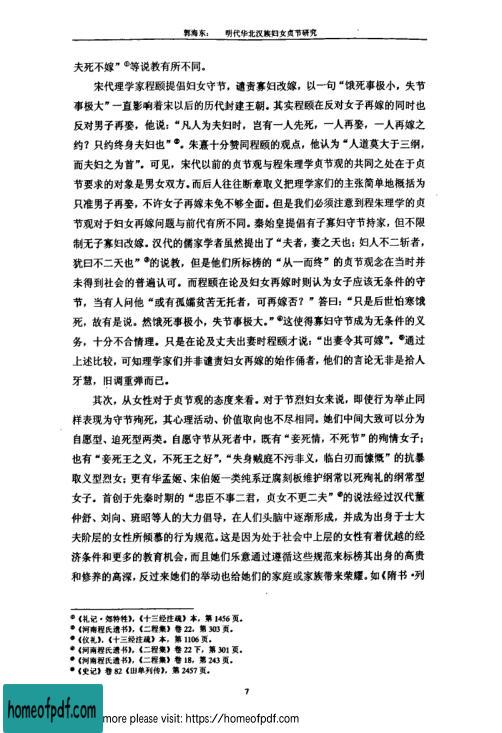 郭海东： 明代华北汉族妇女贞节研究
夫死不嫁”①等说教有所不同。
宋代理学家程颐提倡妇女守节，谴责寡妇改嫁，以一句“饿死事极小，失节
事极大”一直影响着宋以后的历代封建王朝。其实程颐在反对女子再嫁的同时也
反对男子再娶，他说：“凡人为夫妇时，岂有一人先死，一人再娶，一人再嫁之
约？只约终身夫妇也”②。朱熹十分赞同程颐的观点，他认为“人道莫大于三纲，
而夫妇之为首”。可见，宋代以前的贞节观与程朱理学贞节观的共同之处在于贞
节要求的对象是男女双方。而后人往往断章取义把理学家们的主张简单地概括为
只准男子再娶，不许女子再嫁未免不够全面。但是我们必须注意到程朱理学的贞
节观对于妇女再嫁问题与前代有所不同。秦始皇提倡有子寡妇守节持家，但不限
制无子寡妇改嫁。汉代的儒家学者虽然提出了“夫者，妻之天也；妇人不二斩者，
犹曰不二天也”③的说教，但是他们所标榜的“从一而终”的贞节观念在当时并
未得到社会的普遍认可。而程颐在论及妇女再嫁时则认为女子应该无条件的守
节，当有人问他“或有孤孀贫苦无托者，可再嫁否？”答曰：“只是后世怕寒饿
死，故有是说。然饿死事极小，失节事极大。”④这使得寡妇守节成为无条件的义
务，十分不合情理。只是在论及丈夫出妻时程颐才说：“出妻令其可嫁”。⑤通过
上述比较，可知理学家们并非谴责妇女再嫁的始作俑者，他们的言论无非是拾人
牙慧，旧调重弹而已。
其次，从女性对于贞节观的态度来看。对于节烈妇女来说，即使行为举止同
样表现为守节殉死，其心理活动、价值取向也不尽相同。她们中间大致可以分为
自愿型、迫死型两类。自愿守节从死者中，既有“妾死情，不死节”的殉情女子；
也有“妾死王之义，不死王之好”，“失身贼庭不污非义，临白刃而慷慨”的抗暴
取义型烈女；更有华孟姬、宋伯姬一类纯系迂腐刻板维护纲常以死殉礼的纲常型
女子。首创于先秦时期的“忠臣不事二君，贞女不更二夫”⑥的说法经过汉代董
仲舒、刘向、班昭等人的大力倡导，在人们头脑中逐渐形成，并成为出身于士大
夫阶层的女性所倾慕的行为规范。这是因为处于社会中上层的女性有着优越的经
济条件和更多的教育机会，而且她们乐意通过遵循这些规范来标榜其出身的高贵
和修养的高深，反过来她们的举动也给她们的家庭或家族带来荣耀。如《隋书·列
①《礼记·郊特牲》，《十三经注疏》本，第 1456 页。
②《河南程氏遗书》，《二程集》卷 22，第 303 页。
③《仪礼》，《十三经注疏》本，第 1106 页。
④《河南程氏遗书》，《二程集》卷 22 下，第 301 页。
⑤《河南程氏遗书》，《二程集》卷 18，第 243 页。
⑥《史记》卷 82《田单列传》，第 2457 页。
7
homeofpdf.com
more please visit: https://homeofpdf.com